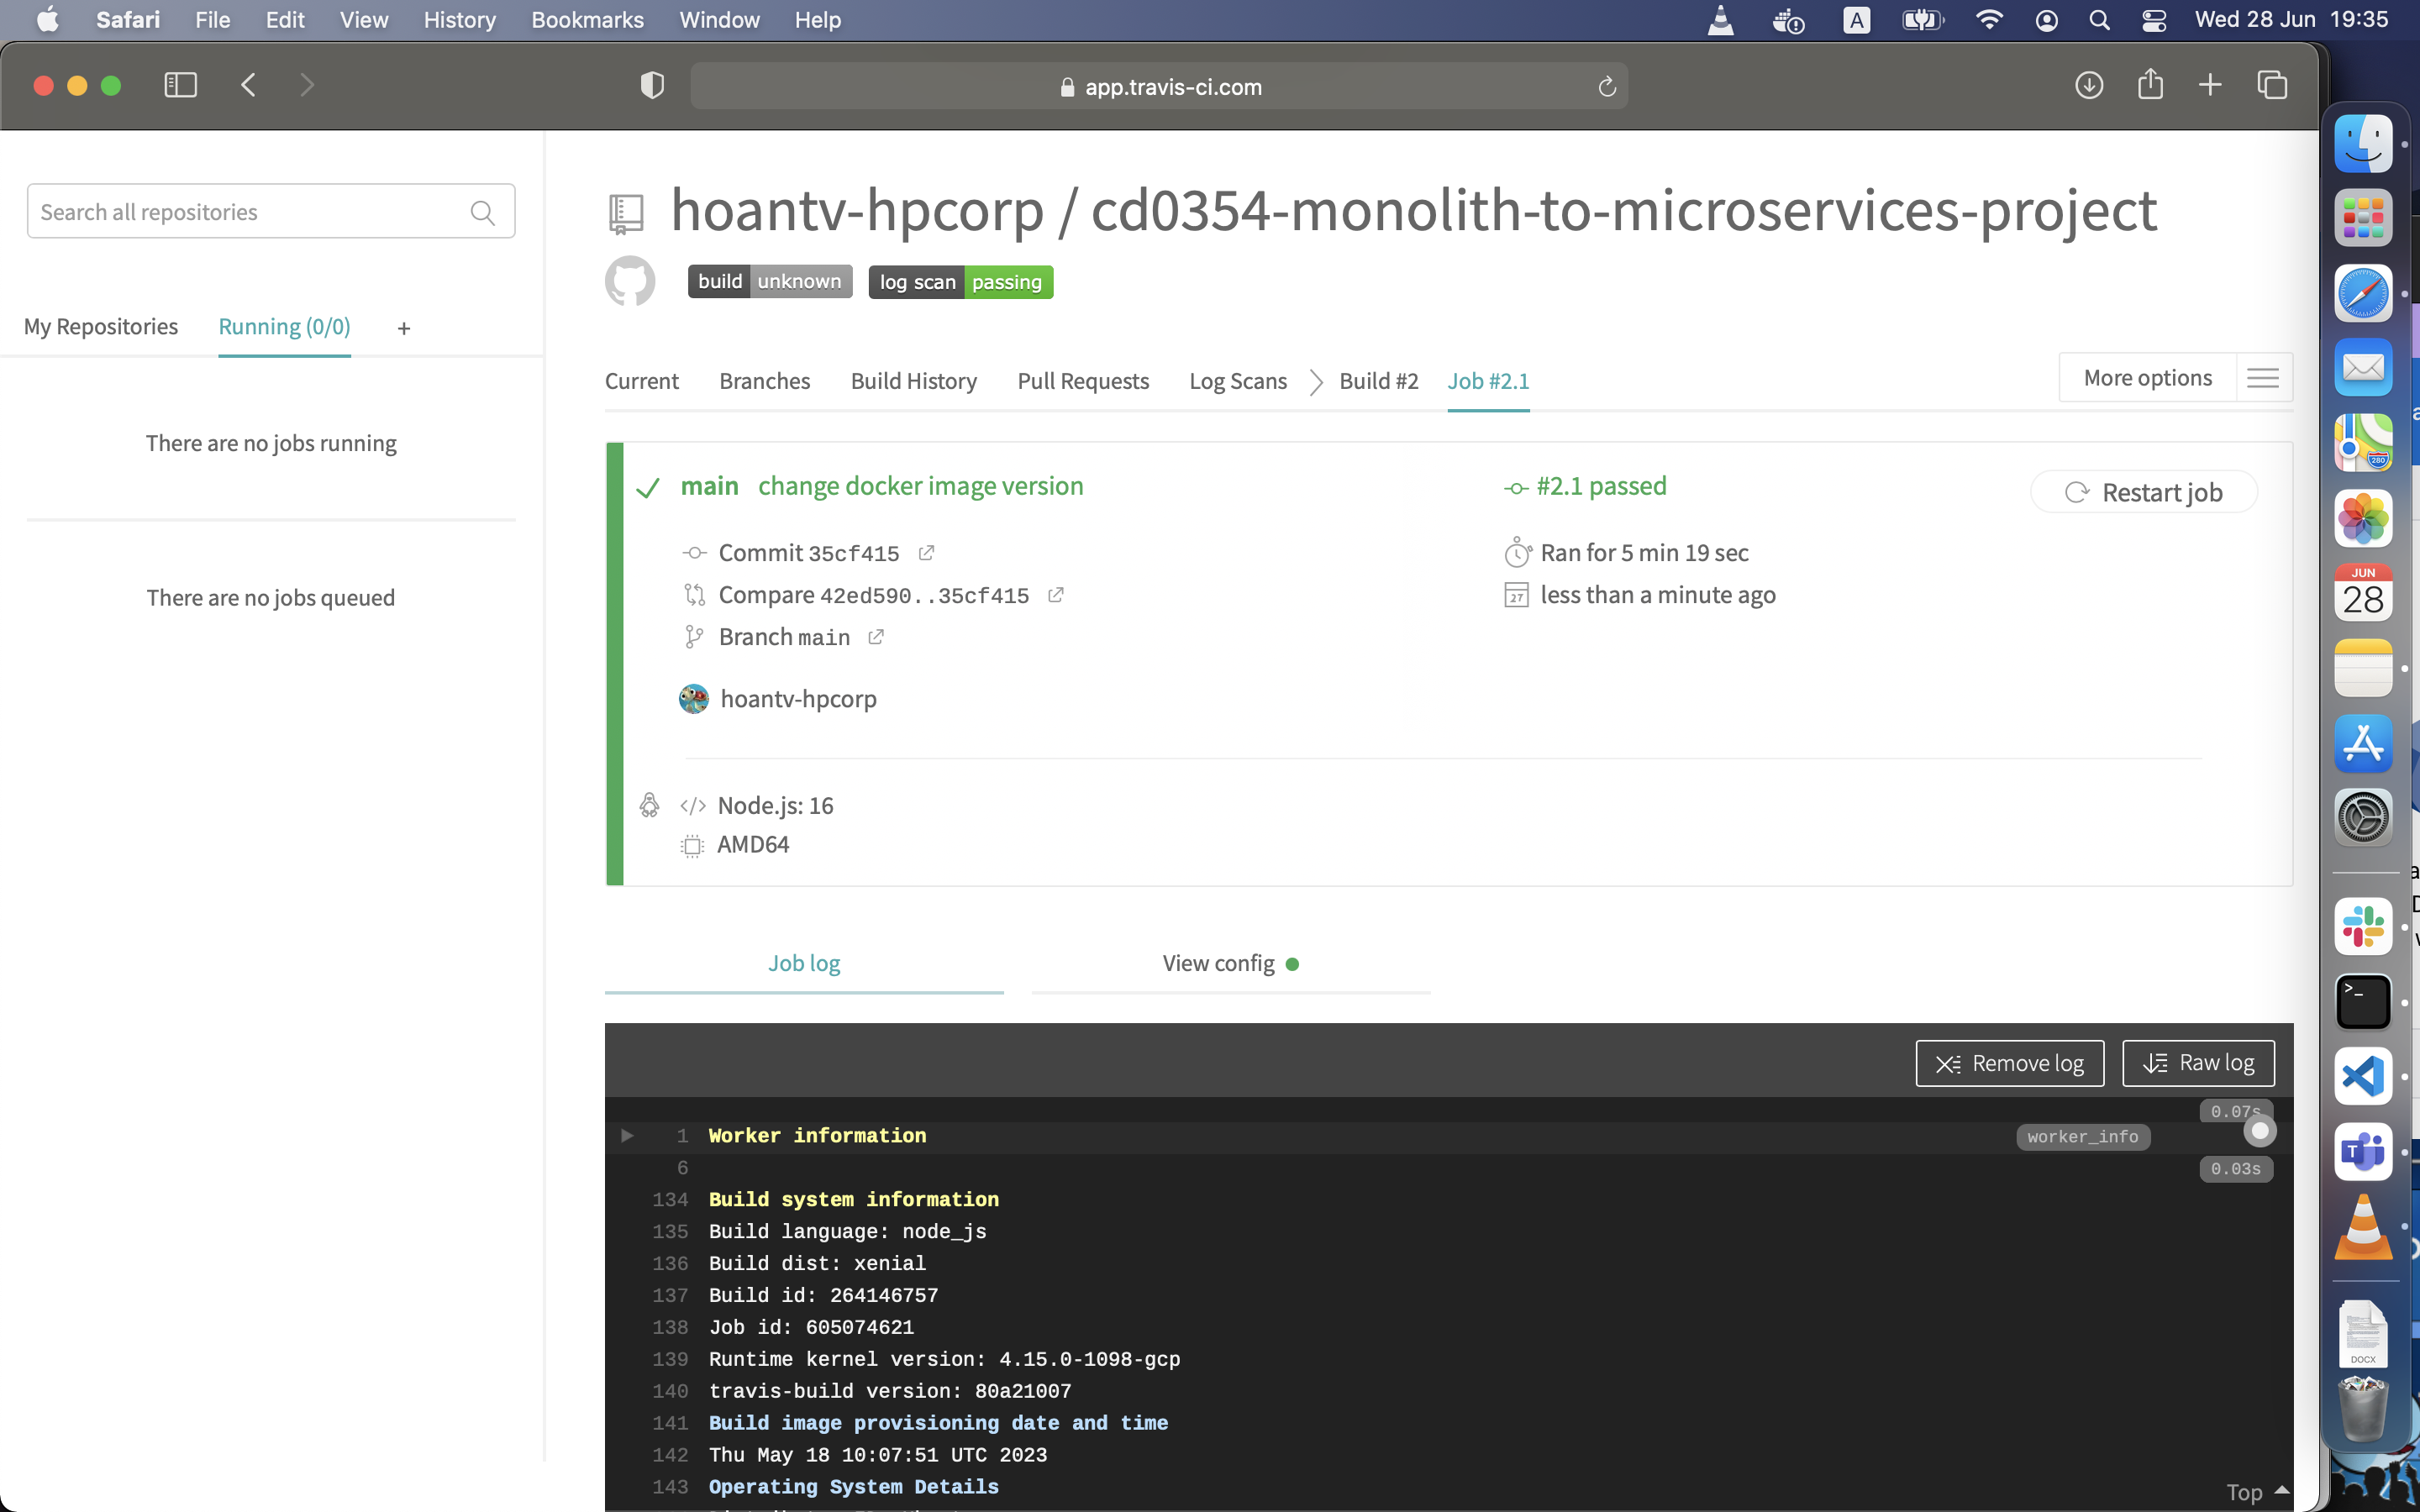 Safari File Edit View History Bookmarks Window Help A Wed 28 Jun 19:35
app.travis-ci.com
Search all repositories
My Repositories Running (0/0) +
There are no jobs running
There are no jobs queued
hoantv-hpcorp / cd0354-monolith-to-microservices-project
build unknown log scan passing
Current Branches Build History Pull Requests Log Scans Build #2 Job #2.1 More options
main change docker image version #2.1 passed Restart job
Commit 35cf415 Ran for 5 min 19 sec
Compare 42ed590..35cf415 27 less than a minute ago
Branch main
hoantv-hpcorp
</> Node.js: 16
AMD64
Job log View config
Remove log Raw log
0.07s
1 Worker information worker_info
6 0.03s
134 Build system information
135 Build language: node_js
136 Build dist: xenial
137 Build id: 264146757
138 Job id: 605074621
139 Runtime kernel version: 4.15.0-1098-gcp
140 travis-build version: 80a21007
141 Build image provisioning date and time
142 Thu May 18 10:07:51 UTC 2023
143 Operating System Details
Top
280
JUN
28
>_
T
DOCX